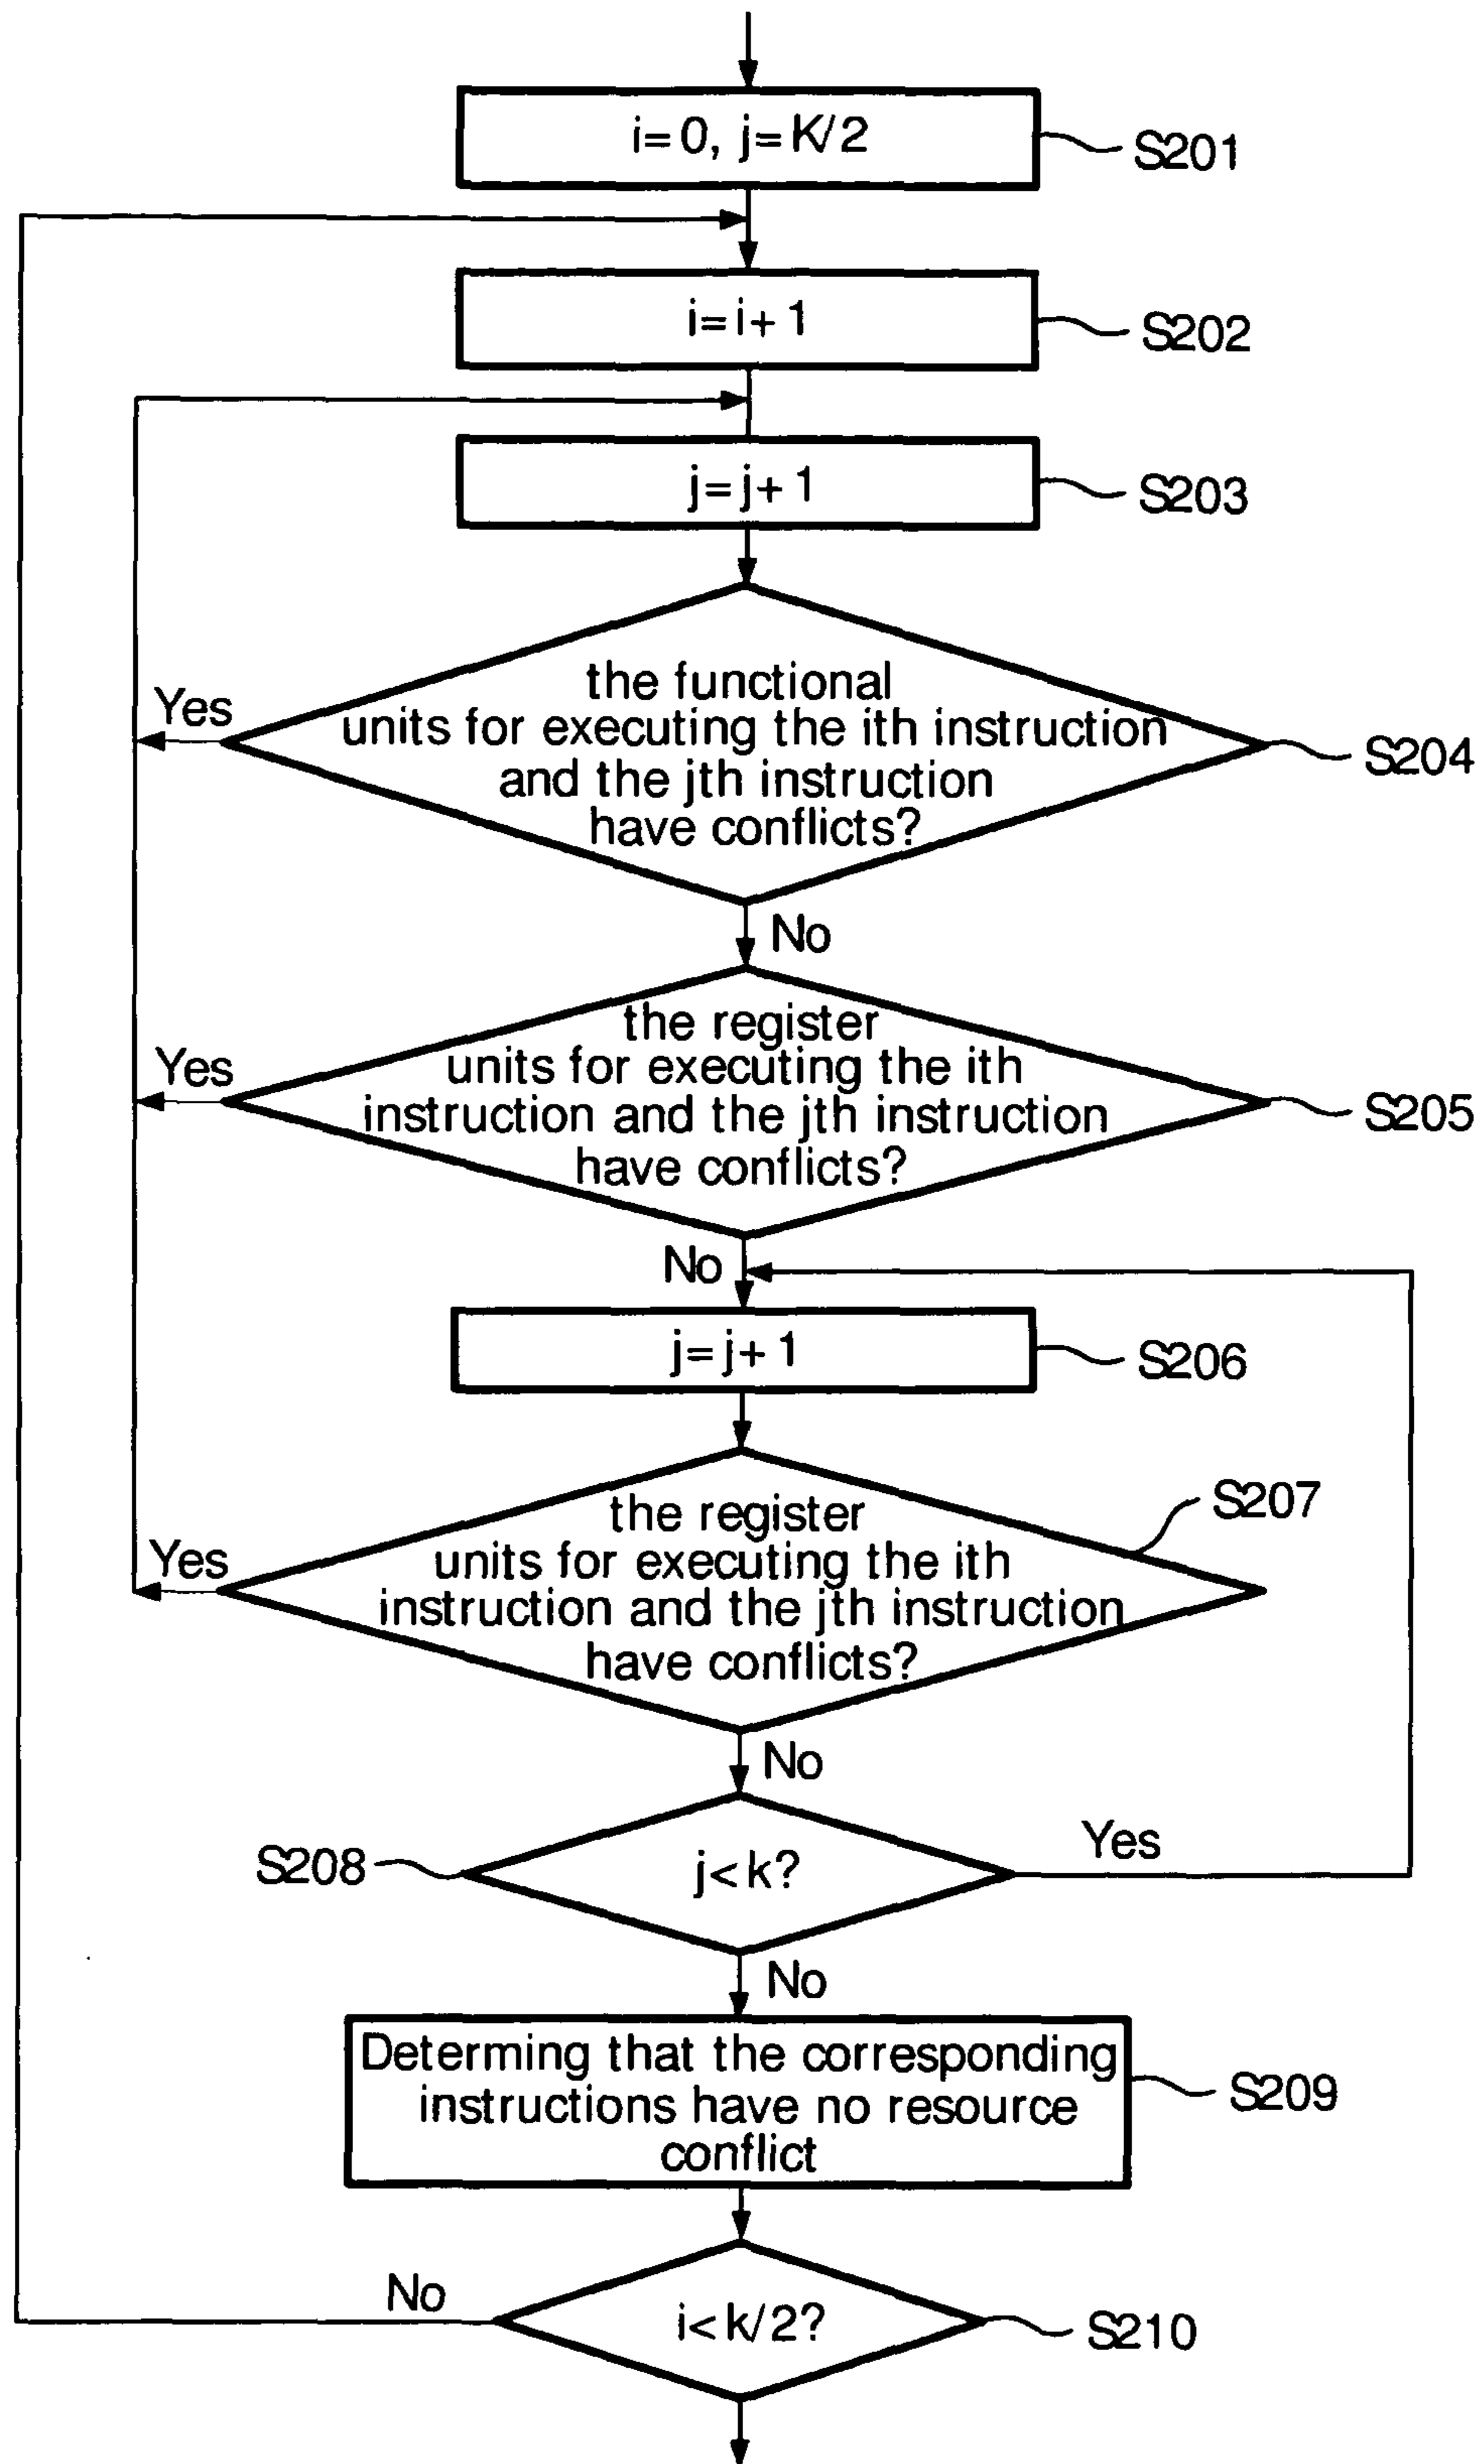 i=0, j=K/2
S201
i=i+1
S202
j=j+1
S203
the functional
units for executing the ith instruction
and the jth instruction
have conflicts?
Yes
S204
No
the register
units for executing the ith
instruction and the jth instruction
have conflicts?
Yes
S205
No
j=j+1
S206
the register
units for executing the ith
instruction and the jth instruction
have conflicts?
S207
Yes
No
S208
j<k?
Yes
No
Determing that the corresponding
instructions have no resource
conflict
S209
No
i<k/2?
S210